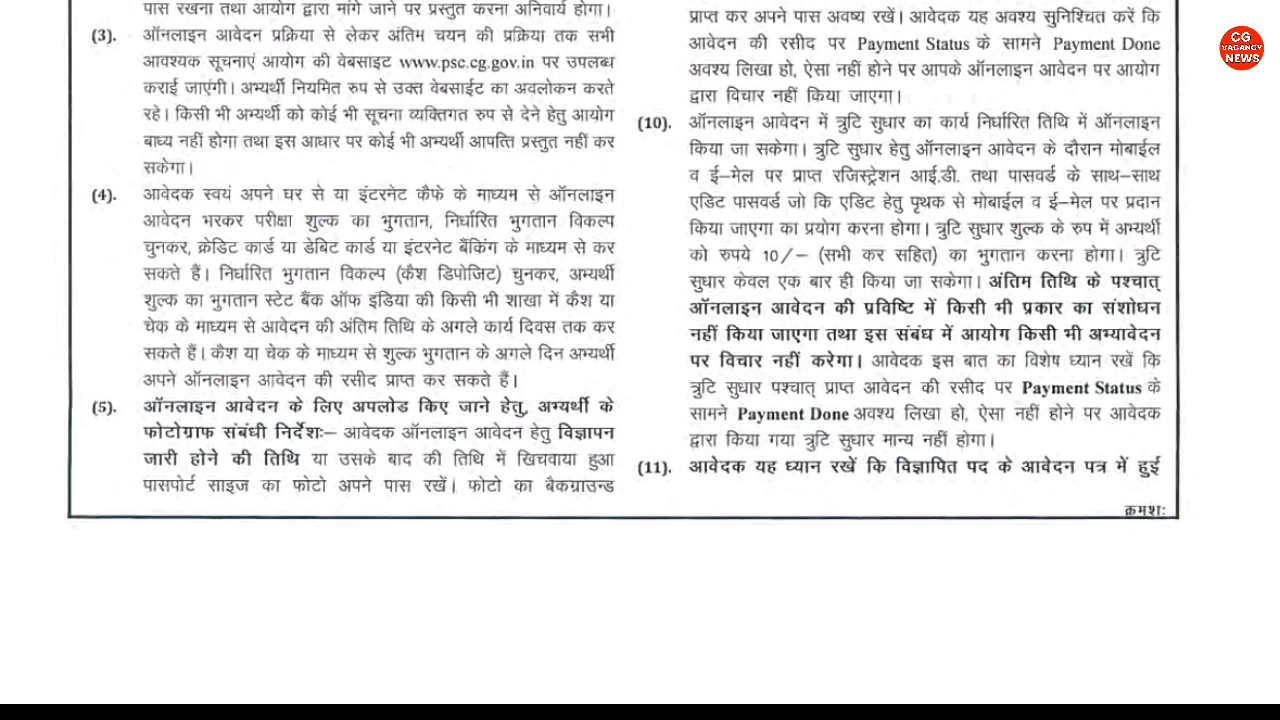 पास रखना तथा आयोग द्वारा मांगे जाने पर प्रस्तुत करना अनिवार्य होगा।
(3). ऑनलाइन आवेदन प्रक्रिया से लेकर अंतिम चयन की प्रक्रिया तक सभी
आवश्यक सूचनाएं आयोग की वेबसाइट www.psc.cg.gov.in पर उपलब्ध
कराई जाएंगी। अभ्यर्थी नियमित रुप से उक्त वेबसाईट का अवलोकन करते
रहे। किसी भी अभ्यर्थी को कोई भी सूचना व्यक्तिगत रुप से देने हेतु आयोग
बाध्य नहीं होगा तथा इस आधार पर कोई भी अभ्यर्थी आपत्ति प्रस्तुत नहीं कर
सकेगा।
(4). आवेदक स्वयं अपने घर से या इंटरनेट कैफे के माध्यम से ऑनलाइन
आवेदन भरकर परीक्षा शुल्क का भुगतान, निर्धारित भुगतान विकल्प
चुनकर, क्रेडिट कार्ड या डेबिट कार्ड या इंटरनेट बैंकिंग के माध्यम से कर
सकते हैं। निर्धारित भुगतान विकल्प (कैश डिपोजिट) चुनकर, अभ्यर्थी
शुल्क का भुगतान स्टेट बैंक ऑफ इंडिया की किसी भी शाखा में कैश या
चेक के माध्यम से आवेदन की अंतिम तिथि के अगले कार्य दिवस तक कर
सकते हैं। कैश या चेक के माध्यम से शुल्क भुगतान के अगले दिन अभ्यर्थी
अपने ऑनलाइन आवेदन की रसीद प्राप्त कर सकते हैं।
(5). ऑनलाइन आवेदन के लिए अपलोड किए जाने हेतु, अभ्यर्थी के
फोटोग्राफ संबंधी निर्देशः– आवेदक ऑनलाइन आवेदन हेतु विज्ञापन
जारी होने की तिथि या उसके बाद की तिथि में खिचवाया हुआ
पासपोर्ट साइज का फोटो अपने पास रखें। फोटो का बैकग्राउन्ड
प्राप्त कर अपने पास अवष्य रखें। आवेदक यह अवश्य सुनिश्चित करें कि
आवेदन की रसीद पर Payment Status के सामने Payment Done
अवश्य लिखा हो, ऐसा नहीं होने पर आपके ऑनलाइन आवेदन पर आयोग
द्वारा विचार नहीं किया जाएगा।
(10). ऑनलाइन आवेदन में त्रुटि सुधार का कार्य निर्धारित तिथि में ऑनलाइन
किया जा सकेगा। त्रुटि सुधार हेतु ऑनलाइन आवेदन के दौरान मोबाईल
व ई–मेल पर प्राप्त रजिस्ट्रेशन आई.डी. तथा पासवर्ड के साथ–साथ
एडिट पासवर्ड जो कि एडिट हेतु पृथक से मोबाईल व ई–मेल पर प्रदान
किया जाएगा का प्रयोग करना होगा। त्रुटि सुधार शुल्क के रुप में अभ्यर्थी
को रुपये 10/– (सभी कर सहित) का भुगतान करना होगा। त्रुटि
सुधार केवल एक बार ही किया जा सकेगा। अंतिम तिथि के पश्चात्
ऑनलाइन आवेदन की प्रविष्टि में किसी भी प्रकार का संशोधन
नहीं किया जाएगा तथा इस संबंध में आयोग किसी भी अभ्यावेदन
पर विचार नहीं करेगा। आवेदक इस बात का विशेष ध्यान रखें कि
त्रुटि सुधार पश्चात् प्राप्त आवेदन की रसीद पर Payment Status के
सामने Payment Done अवश्य लिखा हो, ऐसा नहीं होने पर आवेदक
द्वारा किया गया त्रुटि सुधार मान्य नहीं होगा।
(11). आवेदक यह ध्यान रखें कि विज्ञापित पद के आवेदन पत्र में हुई
क्रमशः
CG
VACANCY
NEWS